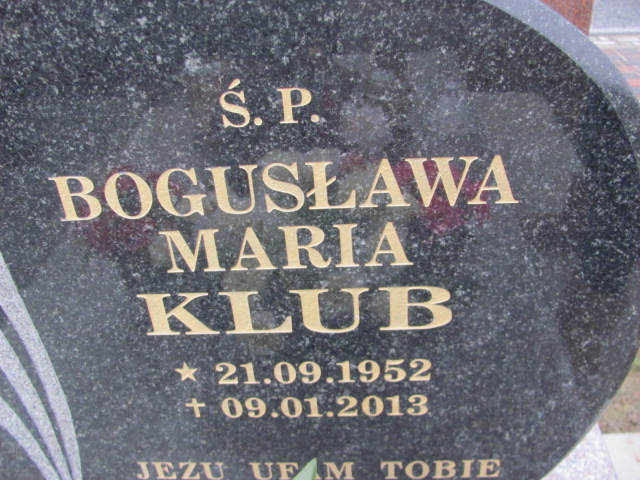 Ś. P.
BOGUSŁAWA
MARIA
KLUB
★ 21.09.1952
✝ 09.01.2013
JEZU UFAM TOBIE